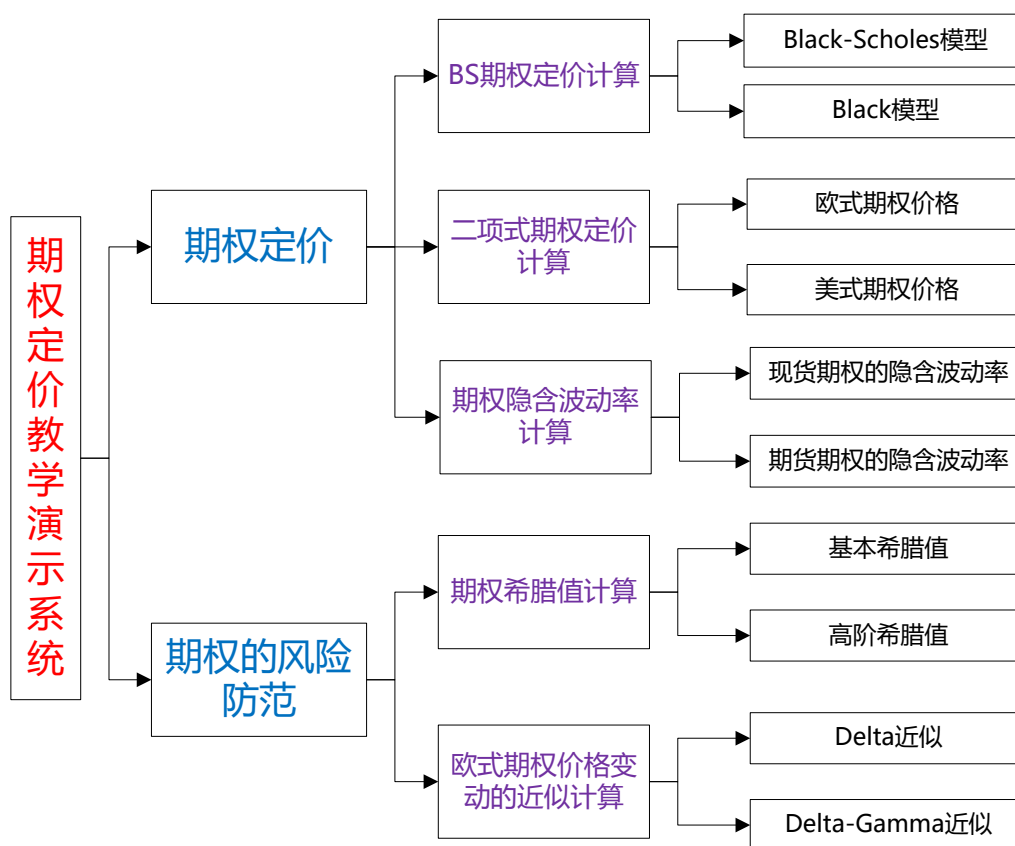 期权定价教学演示系统
期权定价
期权的风险
防范
BS期权定价计算
二项式期权定价
计算
期权隐含波动率
计算
期权希腊值计算
欧式期权价格变
动的近似计算
Black-Scholes模型
Black模型
欧式期权价格
美式期权价格
现货期权的隐含波动率
期货期权的隐含波动率
基本希腊值
高阶希腊值
Delta近似
Delta-Gamma近似